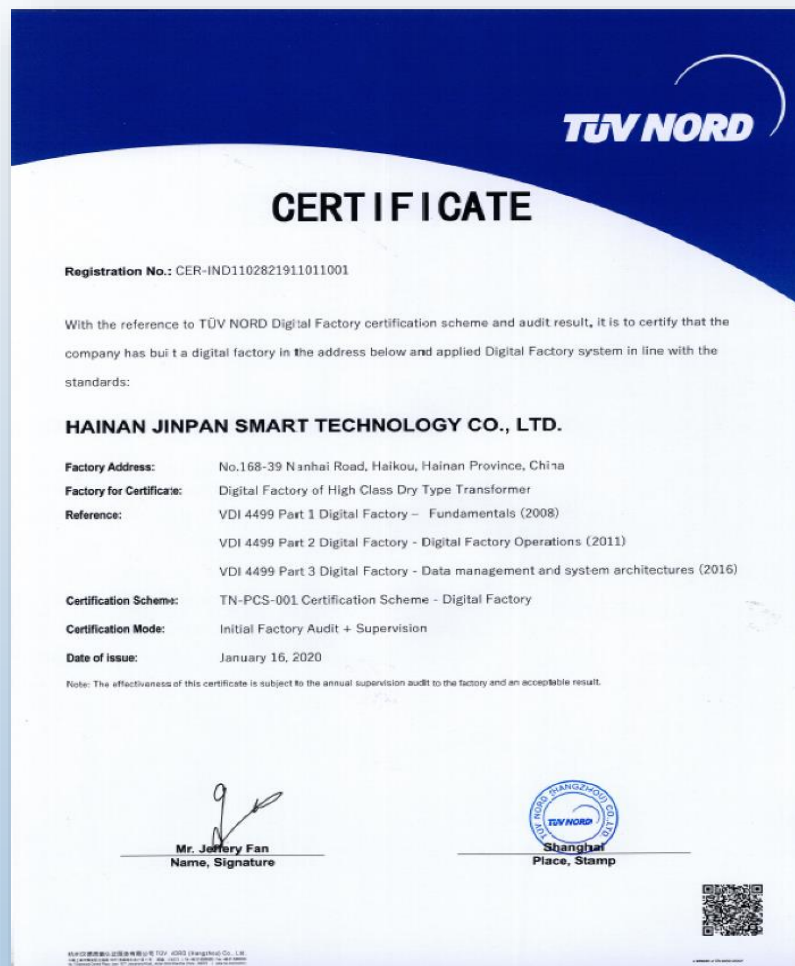 TÜV NORD
CERTIFICATE
Registration No.: CER-IND1102821911011001
With the reference to TÜV NORD Digital Factory certification scheme and audit result, it is to certify that the
company has built a digital factory in the address below and applied Digital Factory system in line with the
standards:
HAINAN JINPAN SMART TECHNOLOGY CO., LTD.
Factory Address: No.168-39 Nanhai Road, Haikou, Hainan Province, China
Factory for Certificate: Digital Factory of High Class Dry Type Transformer
Reference: VDI 4499 Part 1 Digital Factory – Fundamentals (2008)
VDI 4499 Part 2 Digital Factory - Digital Factory Operations (2011)
VDI 4499 Part 3 Digital Factory - Data management and system architectures (2016)
Certification Scheme: TN-PCS-001 Certification Scheme - Digital Factory
Certification Mode: Initial Factory Audit + Supervision
Date of issue: January 16, 2020
Note: The effectiveness of this certificate is subject to the annual supervision audit to the factory and an acceptable result.
TÜV NORD (HANGZHOU) CO., LTD
TÜV NORD
Mr. Jeffery Fan
Name, Signature
Shanghai
Place, Stamp